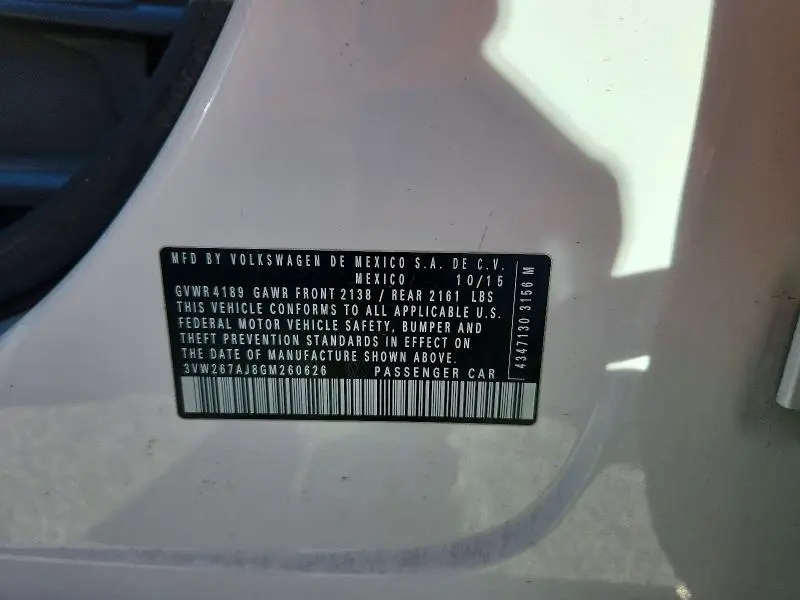 MFD BY VOLKSWAGEN DE MEXICO S.A. DE C.V.
MEXICO 10/15
GVWR 4189 GAWR FRONT 2138 / REAR 2161 LBS
THIS VEHICLE CONFORMS TO ALL APPLICABLE U.S.
FEDERAL MOTOR VEHICLE SAFETY, BUMPER AND
THEFT PREVENTION STANDARDS IN EFFECT ON
THE DATE OF MANUFACTURE SHOWN ABOVE.
3VW267AJ8GM260626 PASSENGER CAR
4347130 3156 M